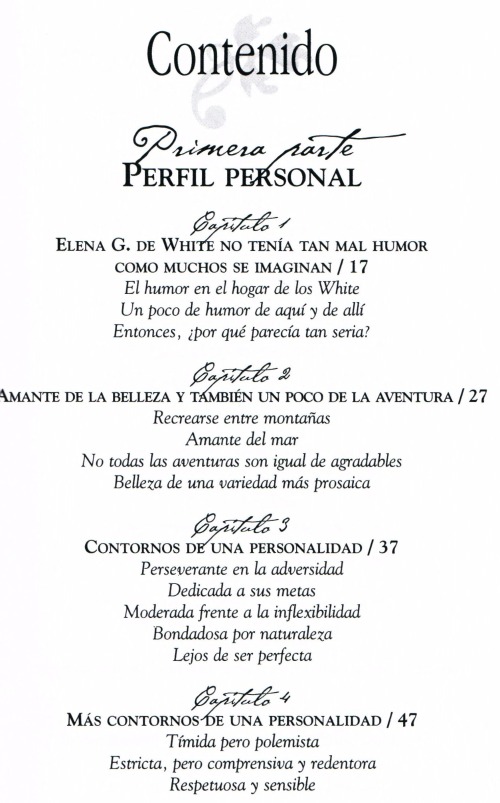 Contenido
Primera parte
PERFIL PERSONAL
Capítulo 1
ELENA G. DE WHITE NO TENÍA TAN MAL HUMOR
COMO MUCHOS SE IMAGINAN / 17
El humor en el hogar de los White
Un poco de humor de aquí y de allí
Entonces, ¿por qué parecía tan seria?
Capítulo 2
AMANTE DE LA BELLEZA Y TAMBIÉN UN POCO DE LA AVENTURA / 27
Recrearse entre montañas
Amante del mar
No todas las aventuras son igual de agradables
Belleza de una variedad más prosaica
Capítulo 3
CONTORNOS DE UNA PERSONALIDAD / 37
Perseverante en la adversidad
Dedicada a sus metas
Moderada frente a la inflexibilidad
Bondadosa por naturaleza
Lejos de ser perfecta
Capítulo 4
MÁS CONTORNOS DE UNA PERSONALIDAD / 47
Tímida pero polemista
Estricta, pero comprensiva y redentora
Respetuosa y sensible